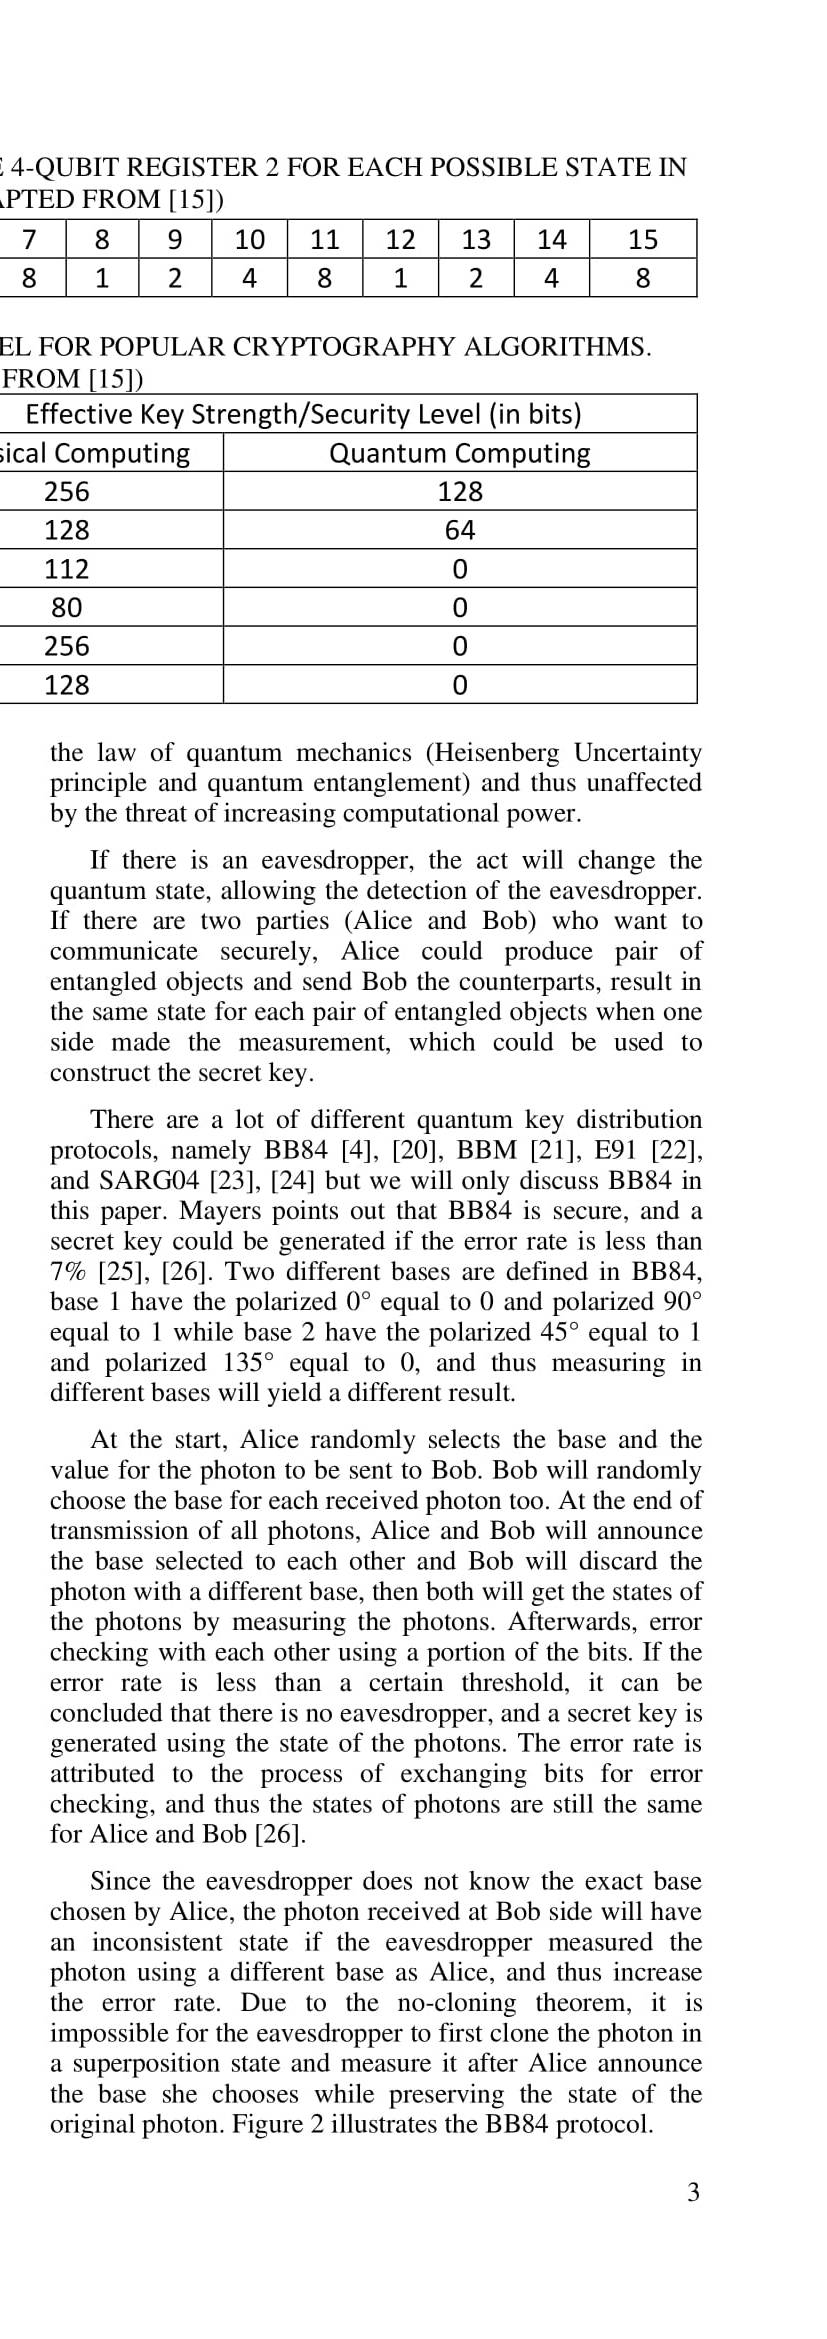 4-QUBIT REGISTER 2 FOR EACH POSSIBLE STATE IN
FROM [15])
7 8 9 10 11 12 13 14 15
8 1 2 4 8 1 2 4 8
FOR POPULAR CRYPTOGRAPHY ALGORITHMS.
FROM [15])
Effective Key Strength/Security Level (in bits)
Computing Quantum Computing
256 128
128 64
112 0
80 0
256 0
128 0
the law of quantum mechanics (Heisenberg Uncertainty
principle and quantum entanglement) and thus unaffected
by the threat of increasing computational power.
If there is an eavesdropper, the act will change the
quantum state, allowing the detection of the eavesdropper.
If there are two parties (Alice and Bob) who want to
communicate securely, Alice could produce pair of
entangled objects and send Bob the counterparts, result in
the same state for each pair of entangled objects when one
side made the measurement, which could be used to
construct the secret key.
There are a lot of different quantum key distribution
protocols, namely BB84 [4], [20], BBM [21], E91 [22],
and SARG04 [23], [24] but we will only discuss BB84 in
this paper. Mayers points out that BB84 is secure, and a
secret key could be generated if the error rate is less than
7% [25], [26]. Two different bases are defined in BB84,
base 1 have the polarized 0° equal to 0 and polarized 90°
equal to 1 while base 2 have the polarized 45° equal to 1
and polarized 135° equal to 0, and thus measuring in
different bases will yield a different result.
At the start, Alice randomly selects the base and the
value for the photon to be sent to Bob. Bob will randomly
choose the base for each received photon too. At the end of
transmission of all photons, Alice and Bob will announce
the base selected to each other and Bob will discard the
photon with a different base, then both will get the states of
the photons by measuring the photons. Afterwards, error
checking with each other using a portion of the bits. If the
error rate is less than a certain threshold, it can be
concluded that there is no eavesdropper, and a secret key is
generated using the state of the photons. The error rate is
attributed to the process of exchanging bits for error
checking, and thus the states of photons are still the same
for Alice and Bob [26].
Since the eavesdropper does not know the exact base
chosen by Alice, the photon received at Bob side will have
an inconsistent state if the eavesdropper measured the
photon using a different base as Alice, and thus increase
the error rate. Due to the no-cloning theorem, it is
impossible for the eavesdropper to first clone the photon in
a superposition state and measure it after Alice announce
the base she chooses while preserving the state of the
original photon. Figure 2 illustrates the BB84 protocol.
3